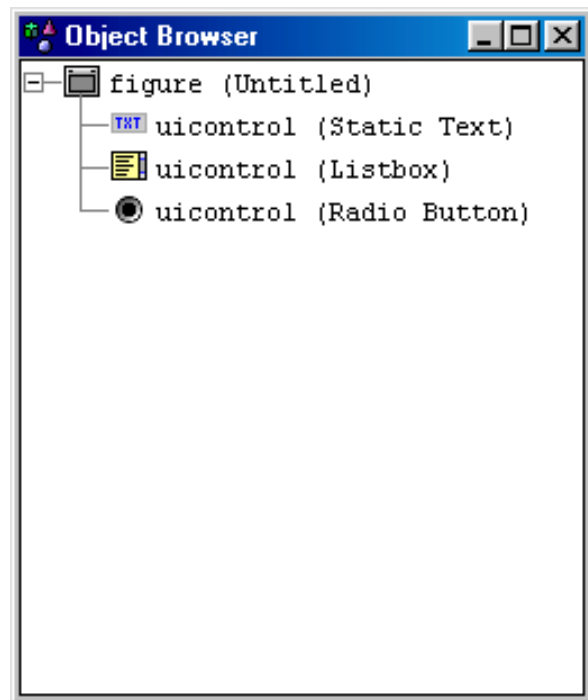 Object Browser
figure (Untitled)
TXT uicontrol (Static Text)
uicontrol (Listbox)
uicontrol (Radio Button)